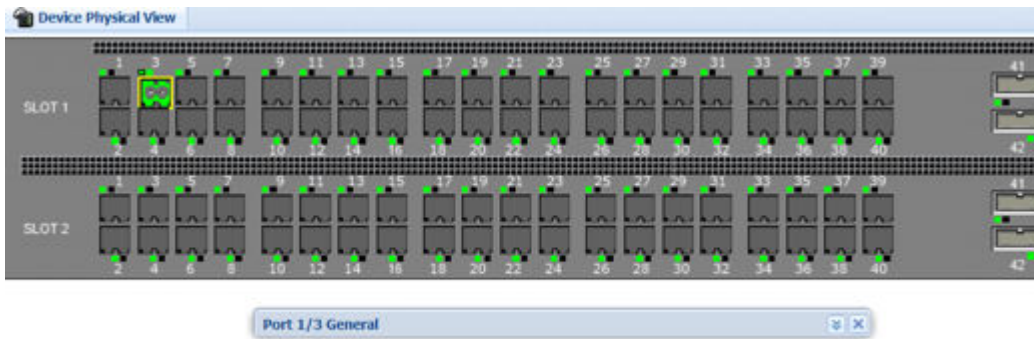 Device Physical View
1 3 5 7 9 11 13 15 17 19 21 23 25 27 29 31 33 35 37 39 41
SLOT 1
2 4 6 8 10 12 14 16 18 20 22 24 26 28 30 32 34 36 38 40 42
1 3 5 7 9 11 13 15 17 19 21 23 25 27 29 31 33 35 37 39 41
SLOT 2
2 4 6 8 10 12 14 16 18 20 22 24 26 28 30 32 34 36 38 40 42
Port 1/3 General